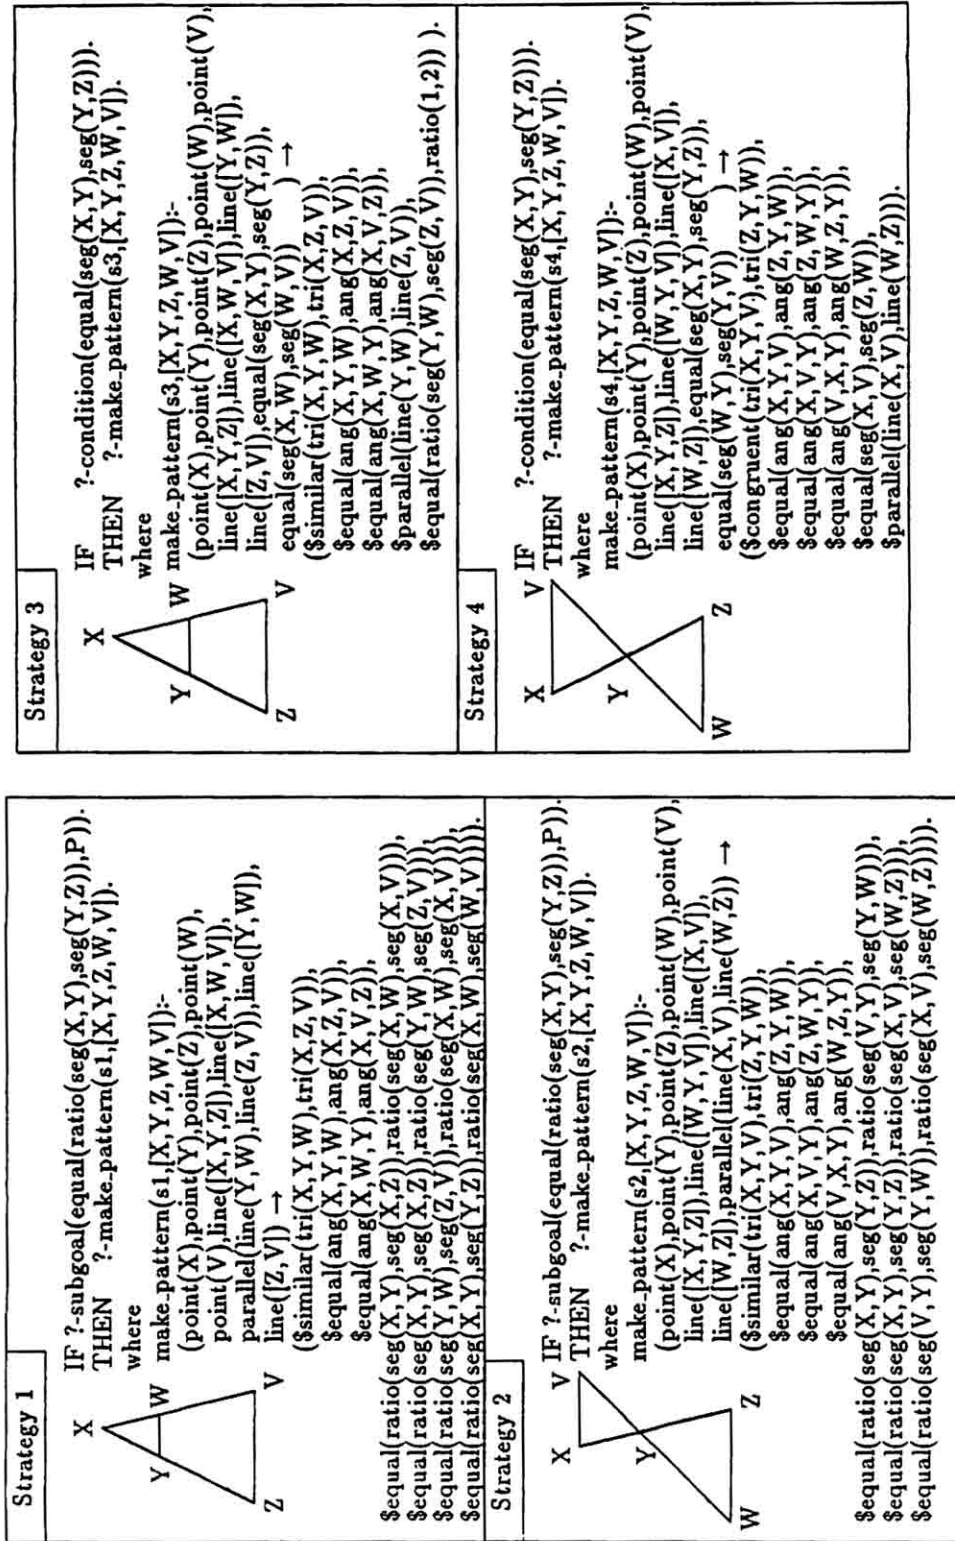 Strategy 1
X
Y
W
Z
V
IF ?-subgoal(equal(ratio(seg(X,Y),seg(Y,Z)),P)).
THEN ?-make_pattern(s1,[X,Y,Z,W,V]).
where
make_pattern(s1,[X,Y,Z,W,V]):-
(point(X),point(Y),point(Z),point(W),
point(V),line([X,Y,Z]),line([X,W,V]),
parallel(line(Y,W),line(Z,V)),line([Y,W]),
line([Z,V]) →
($similar(tri(X,Y,W),tri(X,Z,V)),
$equal(ang(X,Y,W),ang(X,Z,V)),
$equal(ang(X,W,Y),ang(X,V,Z)),
$equal(ratio(seg(X,Y),seg(X,Z)),ratio(seg(X,W),seg(X,V))),
$equal(ratio(seg(X,Y),seg(X,Z)),ratio(seg(Y,W),seg(Z,V))),
$equal(ratio(seg(Y,W),seg(Z,V)),ratio(seg(X,W),seg(X,V))),
$equal(ratio(seg(X,Y),seg(Y,Z)),ratio(seg(X,W),seg(W,V)))).
Strategy 2
X
V
Y
W
Z
IF ?-subgoal(equal(ratio(seg(X,Y),seg(Y,Z)),P)).
THEN ?-make_pattern(s2,[X,Y,Z,W,V]).
where
make_pattern(s2,[X,Y,Z,W,V]):-
(point(X),point(Y),point(Z),point(W),point(V),
line([X,Y,Z]),line([W,Y,V]),line([X,V]),
line([W,Z]),parallel(line(X,V),line(W,Z)) →
($similar(tri(X,Y,V),tri(Z,Y,W)),
$equal(ang(X,Y,V),ang(Z,Y,W)),
$equal(ang(X,V,Y),ang(Z,W,Y)),
$equal(ang(V,X,Y),ang(W,Z,Y)),
$equal(ratio(seg(X,Y),seg(Y,Z)),ratio(seg(V,Y),seg(Y,W))),
$equal(ratio(seg(X,Y),seg(Y,Z)),ratio(seg(X,V),seg(W,Z))),
$equal(ratio(seg(V,Y),seg(Y,W)),ratio(seg(X,V),seg(W,Z)))).
Strategy 3
X
Y
W
Z
V
IF ?-condition(equal(seg(X,Y),seg(Y,Z))).
THEN ?-make_pattern(s3,[X,Y,Z,W,V]).
where
make_pattern(s3,[X,Y,Z,W,V]):-
(point(X),point(Y),point(Z),point(W),point(V),
line([X,Y,Z]),line([X,W,V]),line([Y,W]),
line([Z,V]),equal(seg(X,Y),seg(Y,Z)),
equal(seg(X,W),seg(W,V)) ) →
($similar(tri(X,Y,W),tri(X,Z,V)),
$equal(ang(X,Y,W),ang(X,Z,V)),
$equal(ang(X,W,Y),ang(X,V,Z)),
$parallel(line(Y,W),line(Z,V)),
$equal(ratio(seg(Y,W),seg(Z,V)),ratio(1,2)) ).
Strategy 4
X
V
Y
W
Z
IF ?-condition(equal(seg(X,Y),seg(Y,Z))).
THEN ?-make_pattern(s4,[X,Y,Z,W,V]).
where
make_pattern(s4,[X,Y,Z,W,V]):-
(point(X),point(Y),point(Z),point(W),point(V),
line([X,Y,Z]),line([W,Y,V]),line([X,V]),
line([W,Z]),equal(seg(X,Y),seg(Y,Z)),
equal(seg(W,Y),seg(Y,V)) ) →
($congruent(tri(X,Y,V),tri(Z,Y,W)),
$equal(ang(X,Y,V),ang(Z,Y,W)),
$equal(ang(X,V,Y),ang(Z,W,Y)),
$equal(ang(V,X,Y),ang(W,Z,Y)),
$equal(seg(X,V),seg(Z,W)),
$parallel(line(X,V),line(W,Z))).